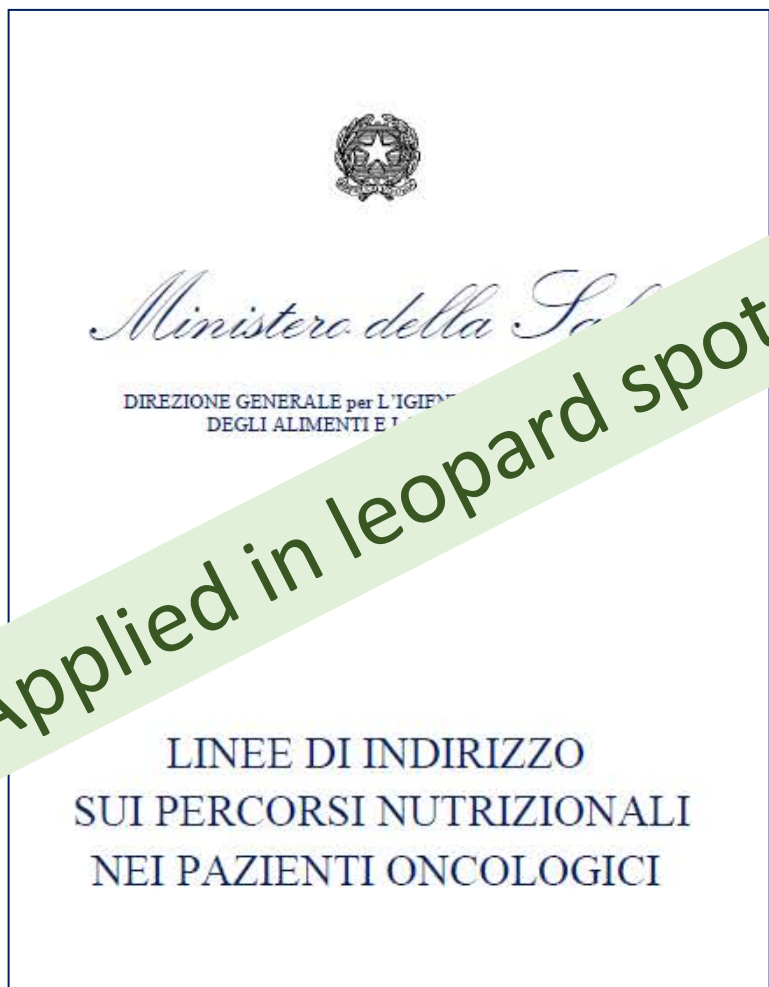 Ministero della
DIREZIONE GENERALE per L'IGIENE
DEGLI ALIMENTI E
Applied in leopard spot
LINEE DI INDIRIZZO
SUI PERCORSI NUTRIZIONALI
NEI PAZIENTI ONCOLOGICI